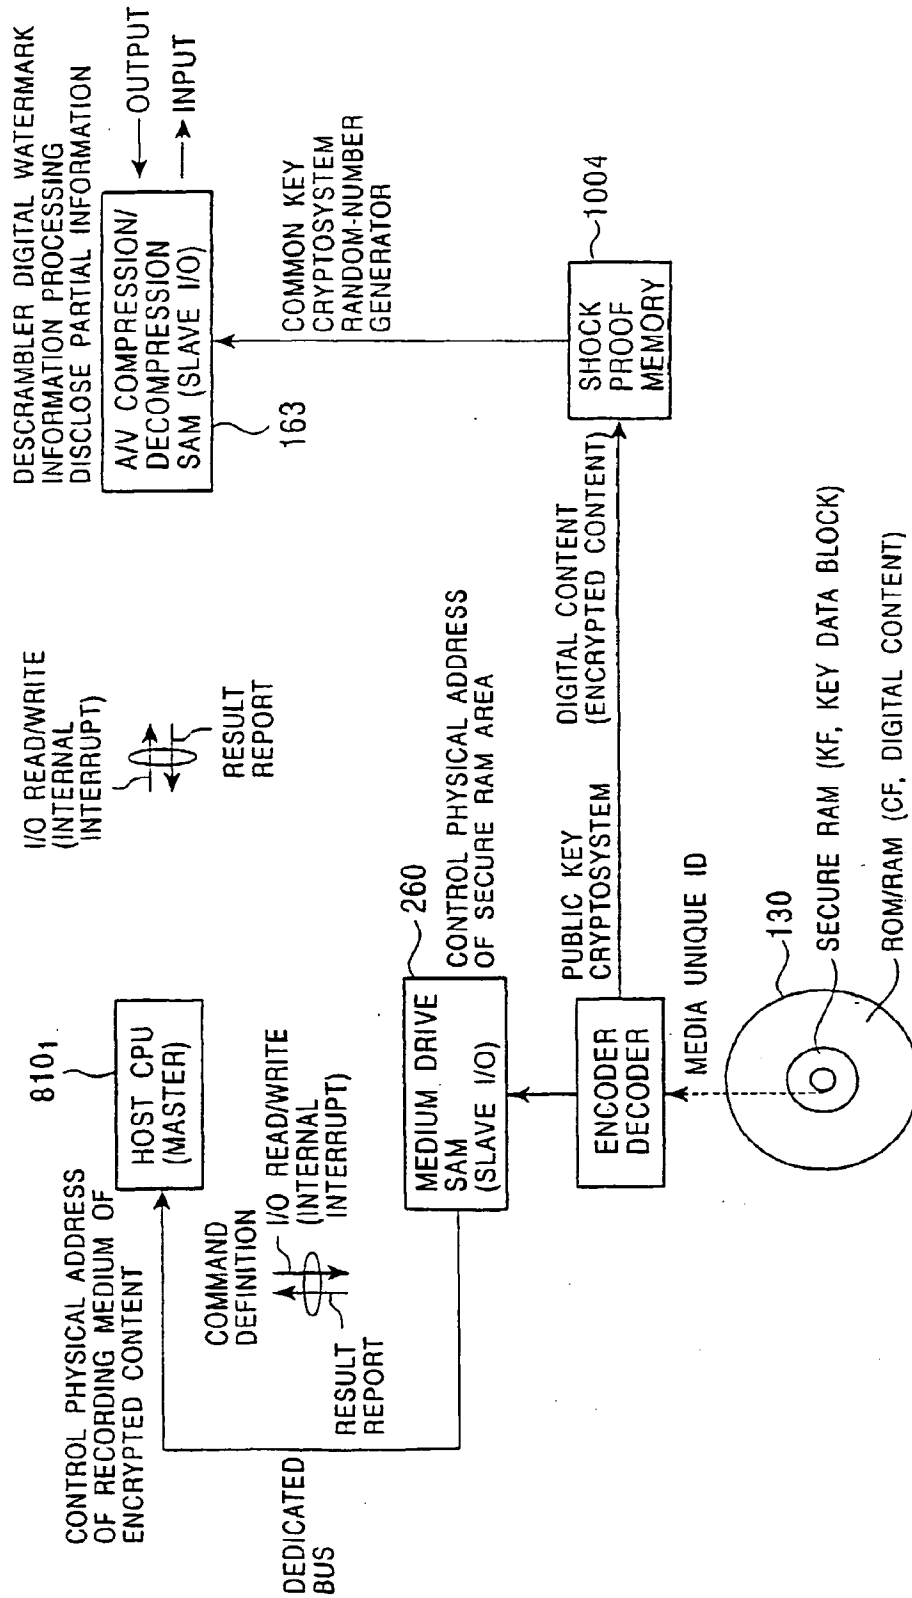 CONTROL PHYSICAL ADDRESS
OF RECORDING MEDIUM OF
ENCRYPTED CONTENT
810₁
HOST CPU
(MASTER)
DEDICATED
BUS
COMMAND
DEFINITION
I/O READ/WRITE
(INTERNAL
INTERRUPT)
RESULT
REPORT
I/O READ/WRITE
(INTERNAL
INTERRUPT)
RESULT
REPORT
DESCRAMBLER DIGITAL WATERMARK
INFORMATION PROCESSING
DISCLOSE PARTIAL INFORMATION
A/V COMPRESSION/
DECOMPRESSION
SAM (SLAVE I/O)
OUTPUT
INPUT
163
COMMON KEY
CRYPTOSYSTEM
RANDOM-NUMBER
GENERATOR
MEDIUM DRIVE
SAM
(SLAVE I/O)
260
CONTROL PHYSICAL ADDRESS
OF SECURE RAM AREA
ENCODER
DECODER
PUBLIC KEY
CRYPTOSYSTEM
DIGITAL CONTENT
(ENCRYPTED CONTENT)
SHOCK
PROOF
MEMORY
1004
MEDIA UNIQUE ID
130
SECURE RAM (KF, KEY DATA BLOCK)
ROM/RAM (CF, DIGITAL CONTENT)